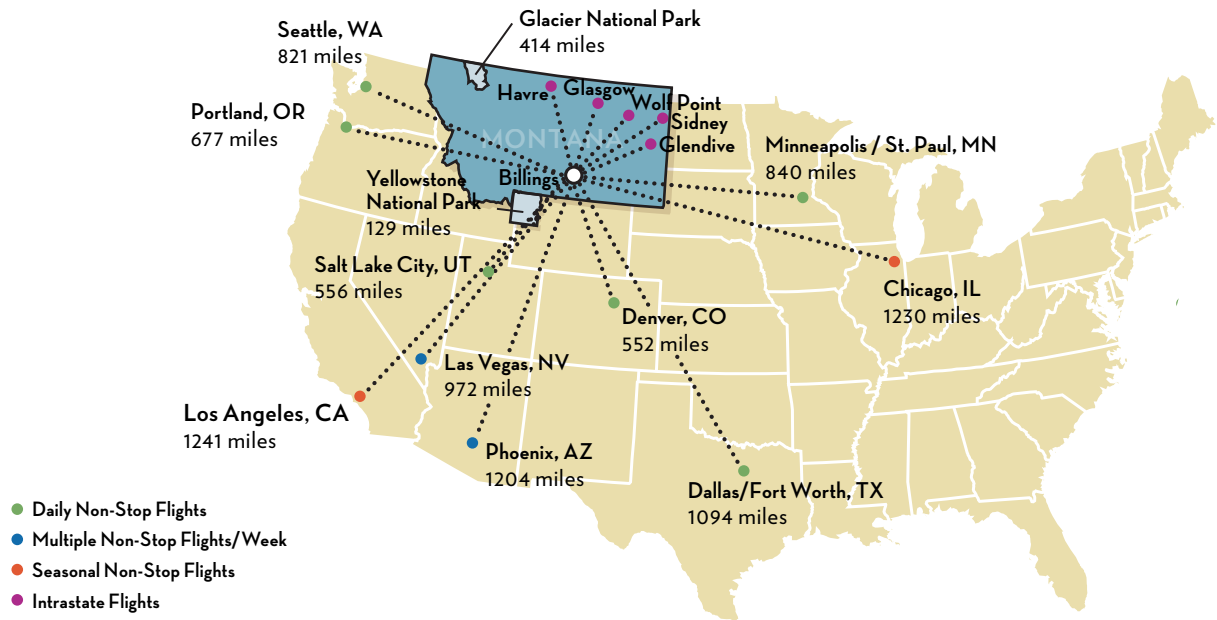 Glacier National Park
414 miles
Seattle, WA
821 miles
Havre
Glasgow
Wolf Point
Portland, OR
677 miles
Sidney
MONTANA
Glendive
Minneapolis / St. Paul, MN
840 miles
Yellowstone
National Park
129 miles
Billings
Salt Lake City, UT
556 miles
Chicago, IL
1230 miles
Denver, CO
552 miles
Las Vegas, NV
972 miles
Los Angeles, CA
1241 miles
Phoenix, AZ
1204 miles
Dallas/Fort Worth, TX
1094 miles
Daily Non-Stop Flights
Multiple Non-Stop Flights/Week
Seasonal Non-Stop Flights
Intrastate Flights